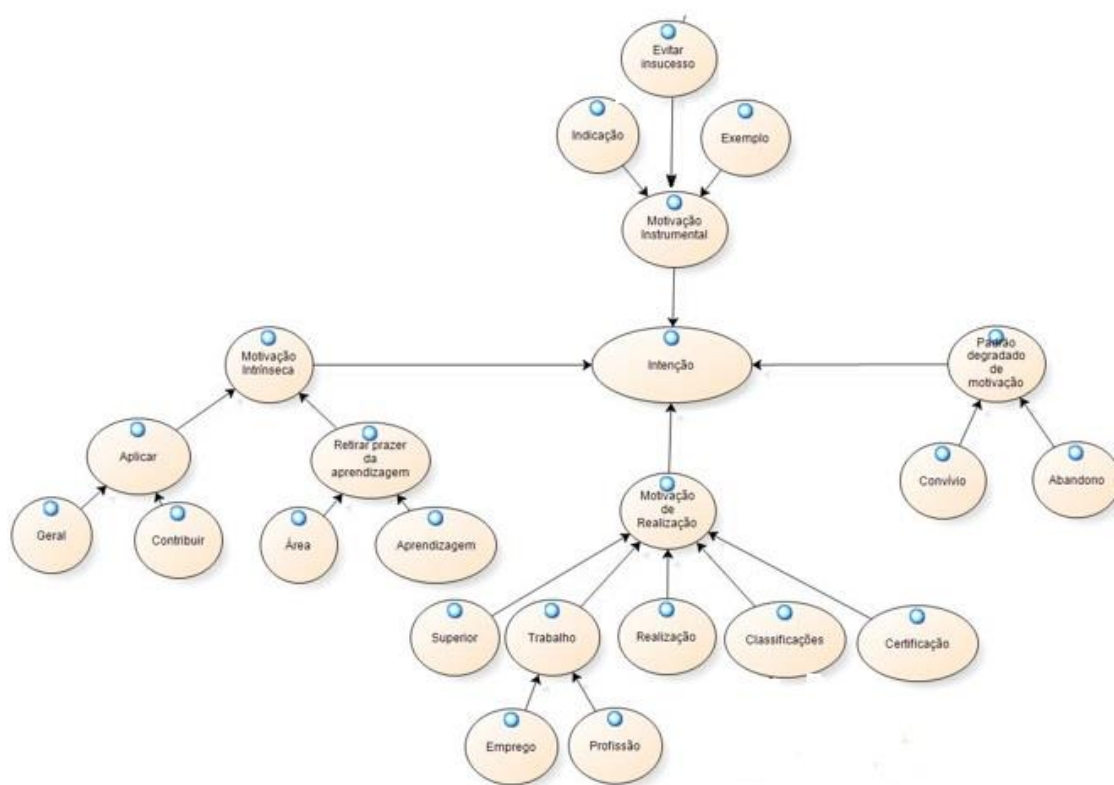 Evitar
insucesso
Indicação
Exemplo
Motivação
Instrumental
Motivação
Intrínseca
Intenção
Padrão
degradado
de
motivação
Aplicar
Retirar prazer
da
aprendizagem
Convívio
Abandono
Geral
Contribuir
Área
Aprendizagem
Motivação
de
Realização
Superior
Trabalho
Realização
Classificações
Certificação
Emprego
Profissão